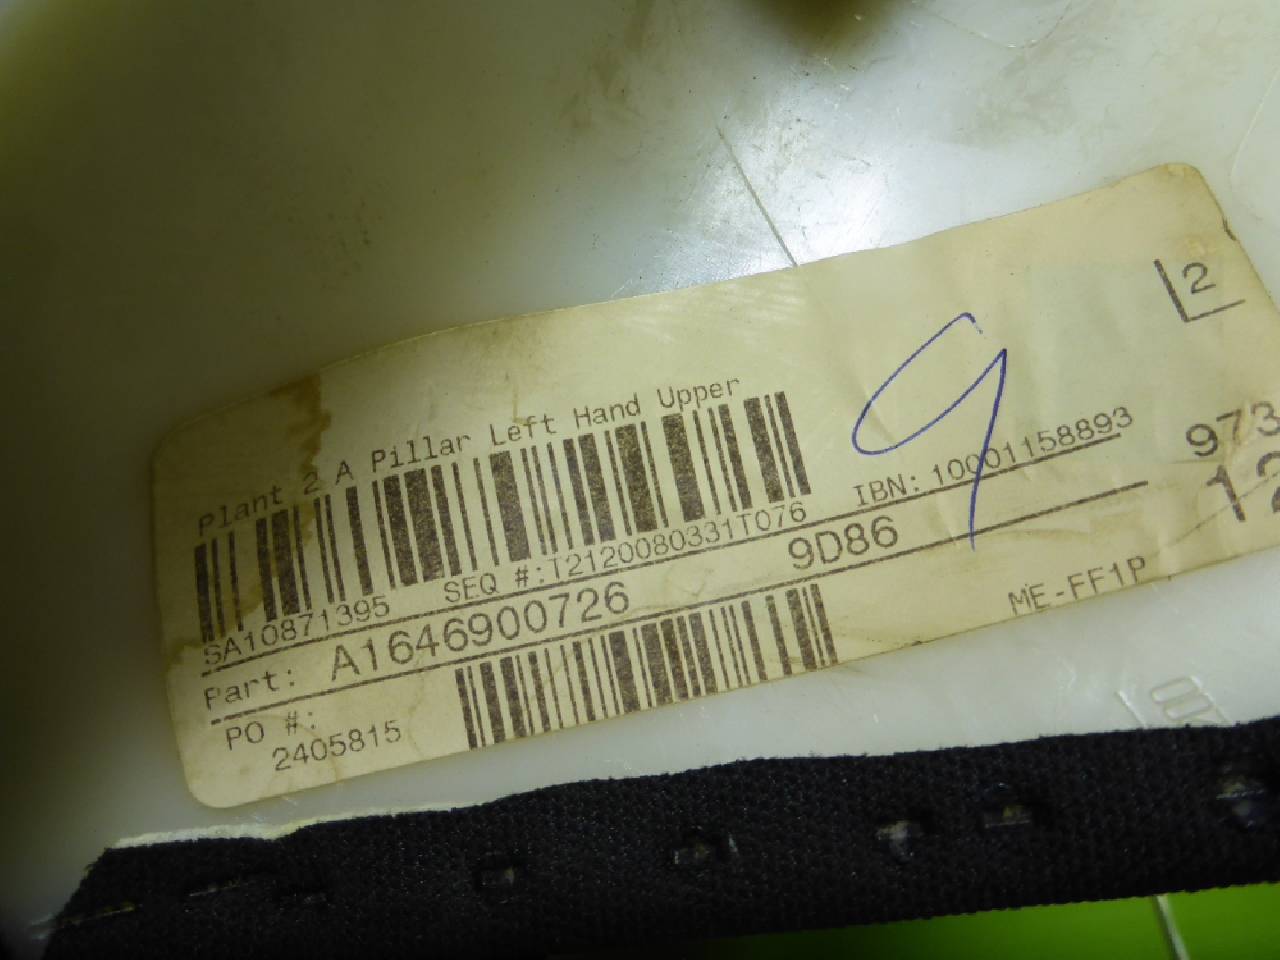 2
Plant 2 A Pillar Left Hand Upper
9
SA10871395 SEQ #:T2120080331T076 IBN: 10001158893 973
Part: A1646900726 9D86 12
PO #:
2405815
ME-FF1P